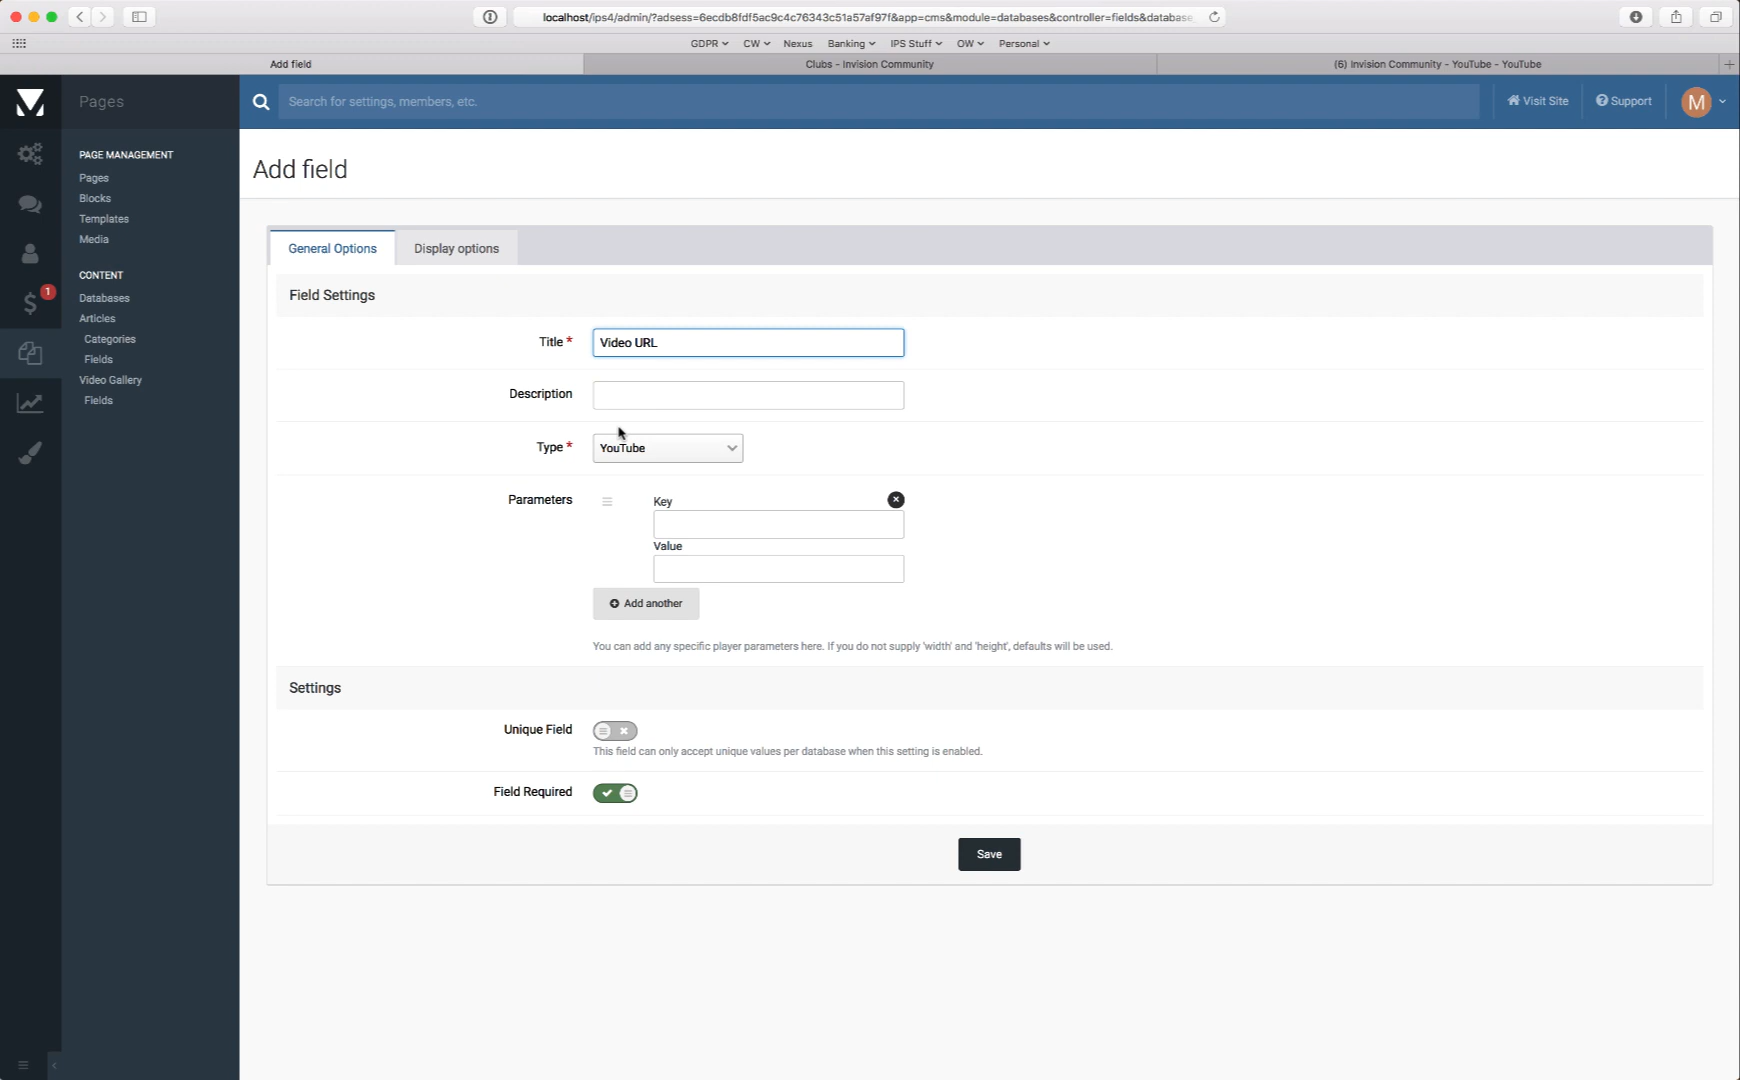 localhost/ips4/admin/?adsess=6ecdb8fdf5ac9c4c76343c51a57af97f&app=cms&module=databases&controller=fields&database
GDPR CW Nexus Banking IPS Stuff OW Personal
Add field
Clubs - Invision Community
(6) Invision Community - YouTube - YouTube
Pages
Search for settings, members, etc.
Visit Site
Support
M
PAGE MANAGEMENT
Pages
Blocks
Templates
Media
CONTENT
Databases
Articles
Categories
Fields
Video Gallery
Fields
1
Add field
General Options
Display options
Field Settings
Title *
Video URL
Description
Type *
YouTube
Parameters
Key
Value
Add another
You can add any specific player parameters here. If you do not supply 'width' and 'height', defaults will be used.
Settings
Unique Field
This field can only accept unique values per database when this setting is enabled.
Field Required
Save